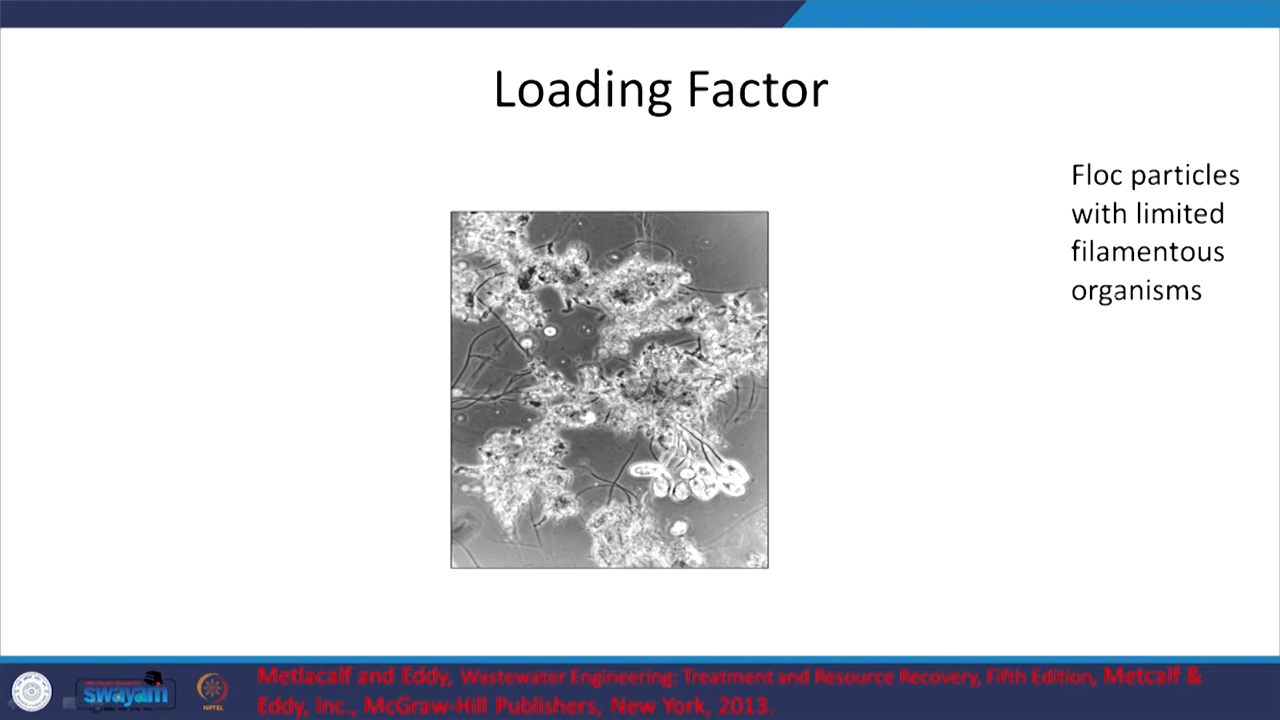 Loading Factor
Floc particles
with limited
filamentous
organisms
Metlacalf and Eddy, Wastewater Engineering: Treatment and Resource Recovery, Fifth Edition, Metcalf &
Eddy, Inc., McGraw-Hill Publishers, New York, 2013.
swayam
NPTEL